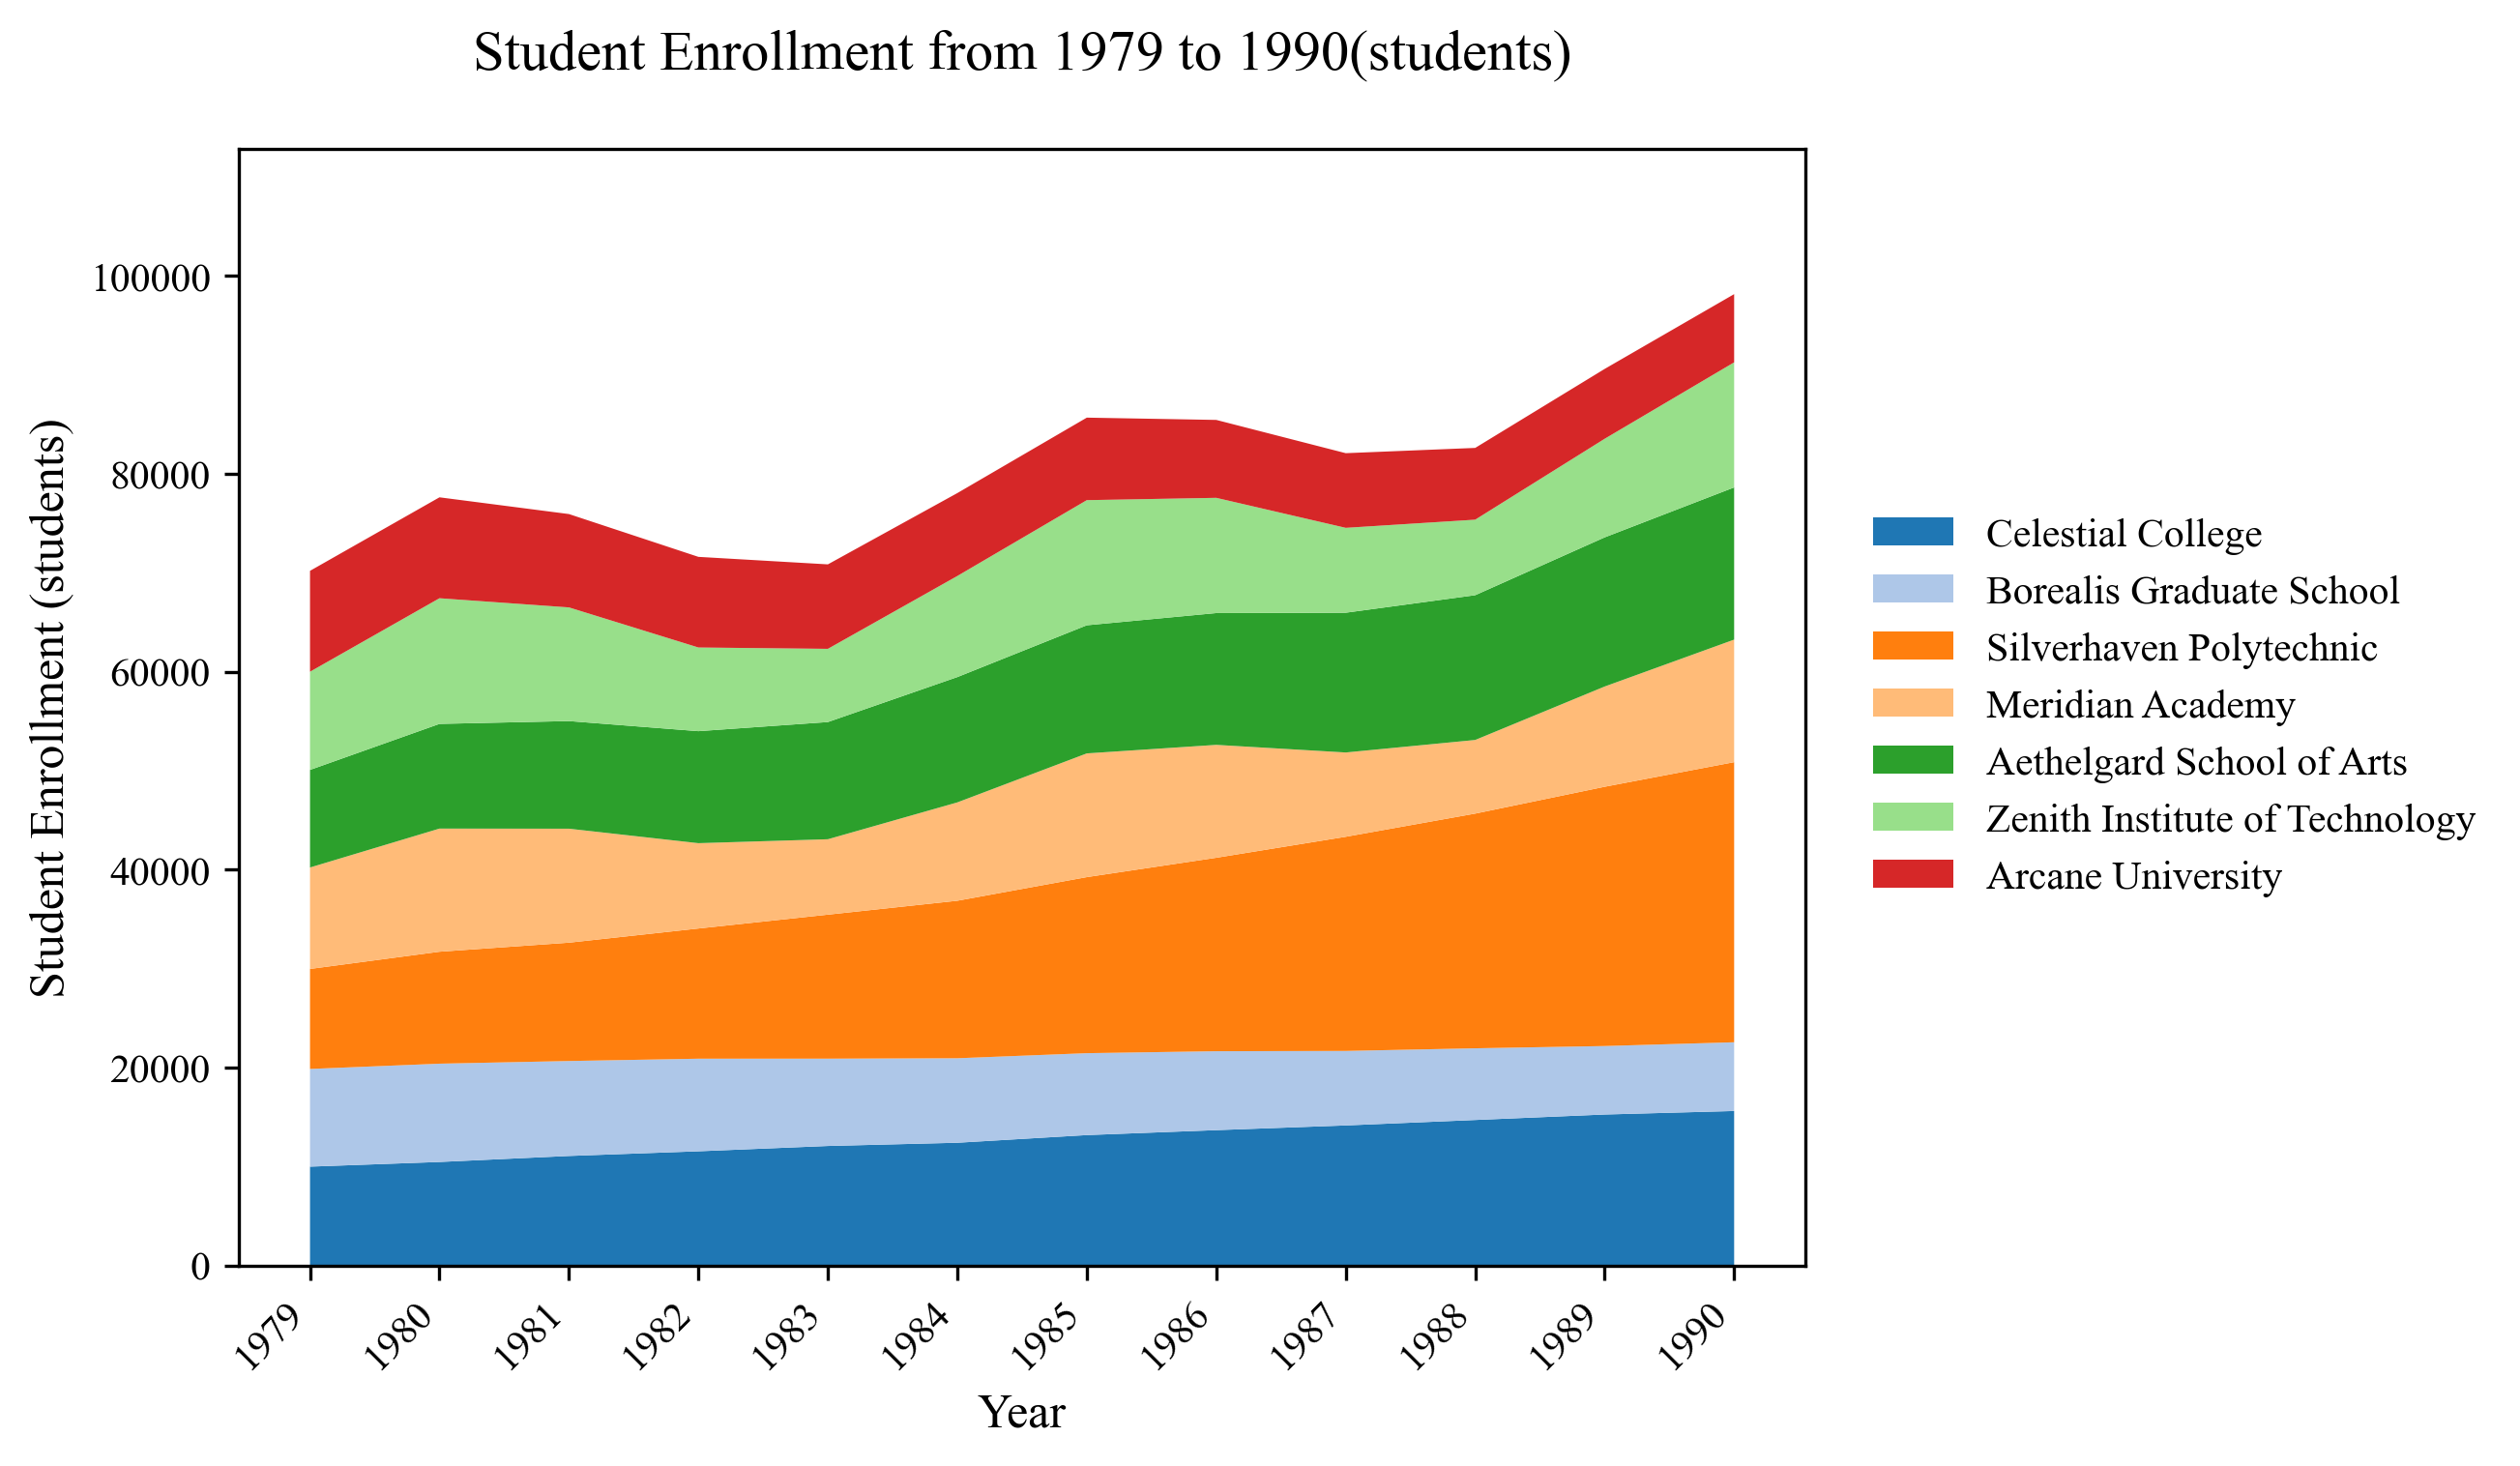 Student Enrollment from 1979 to 1990(students)
Student Enrollment (students)
100000
80000
60000
40000
20000
0
1979
1980
1981
1982
1983
1984
1985
1986
1987
1988
1989
1990
Year
Celestial College
Borealis Graduate School
Silverhaven Polytechnic
Meridian Academy
Aethelgard School of Arts
Zenith Institute of Technology
Arcane University